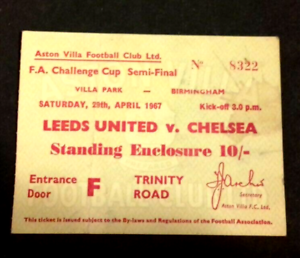 Aston Villa Football Club Ltd.
Nº 8322
F.A. Challenge Cup Semi-Final
VILLA PARK — BIRMINGHAM
SATURDAY, 29th, APRIL 1967 Kick-off 3.0 p.m.
LEEDS UNITED v. CHELSEA
Standing Enclosure 10/-
Entrance Door F TRINITY ROAD
Secretary
Aston Villa F.C., Ltd.
This ticket is issued subject to the By-laws and Regulations of the Football Association.